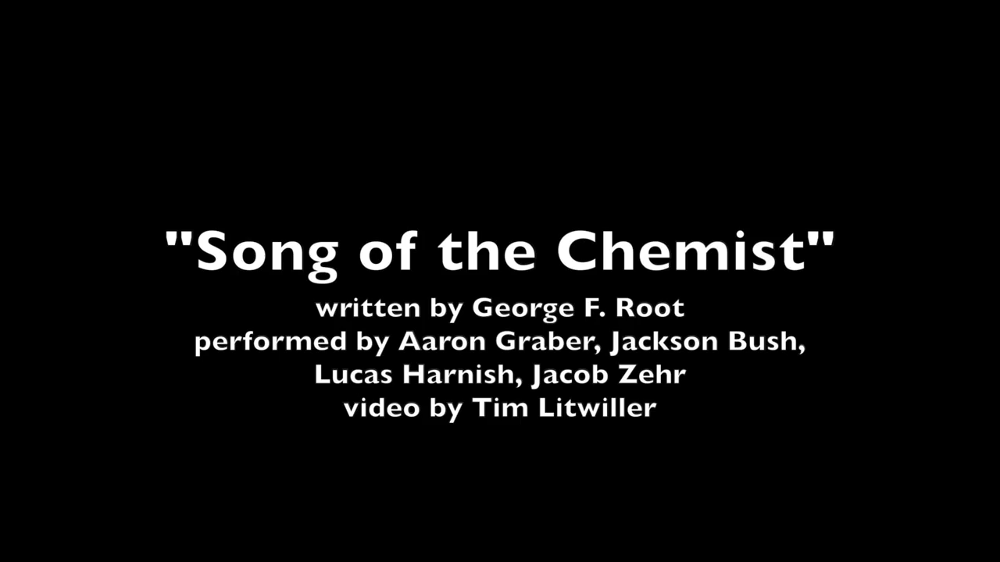 "Song of the Chemist"
written by George F. Root
performed by Aaron Graber, Jackson Bush,
Lucas Harnish, Jacob Zehr
video by Tim Litwiller